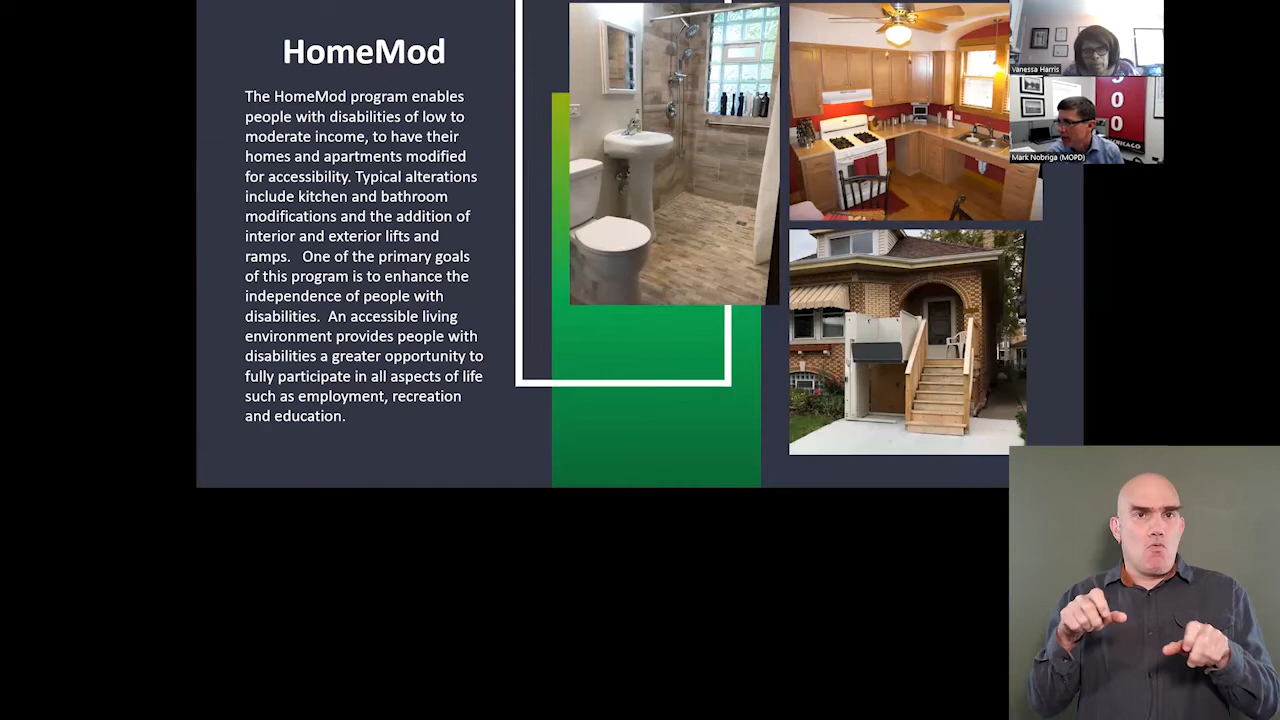 HomeMod
The HomeMod program enables
people with disabilities of low to
moderate income to have their
homes and apartments modified
for accessibility. Typical alterations
include kitchen and bathroom
modifications and the addition of
interior and exterior lifts and
ramps. One of the primary goals
of this program is to enhance the
independence of people with
disabilities. An accessible living
environment provides people with
disabilities a greater opportunity to
fully participate in all aspects of life
such as employment, recreation
and education.
Vanessa Harris
Mark Nobriga (MOPD)